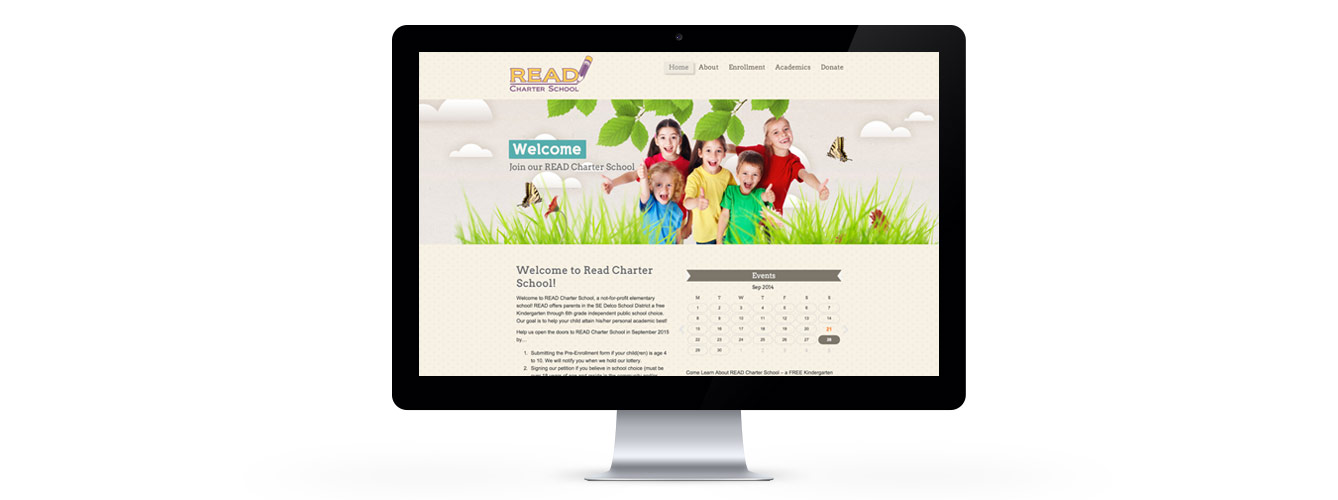 READ
CHARTER SCHOOL
Home About Enrollment Academics Donate
Welcome
Join our READ Charter School
Welcome to Read Charter
School!
Welcome to READ Charter School, a not-for-profit elementary
school! READ offers parents in the SE Delco School District a free
Kindergarten through 6th grade independent public school choice.
Our goal is to help your child attain his/her personal academic best!
Help us open the doors to READ Charter School in September 2015
by...
1. Submitting the Pre-Enrollment form if your child(ren) is age 4
to 10. We will notify you when we hold our lottery.
2. Signing our petition if you believe in school choice (must be
Events
Sep 2014
M T W T F S S
1 2 3 4 5 6 7
8 9 10 11 12 13 14
15 16 17 18 19 20 21
22 23 24 25 26 27 28
29 30 1 2 3 4 5
Come Learn About READ Charter School – a FREE Kindergarten